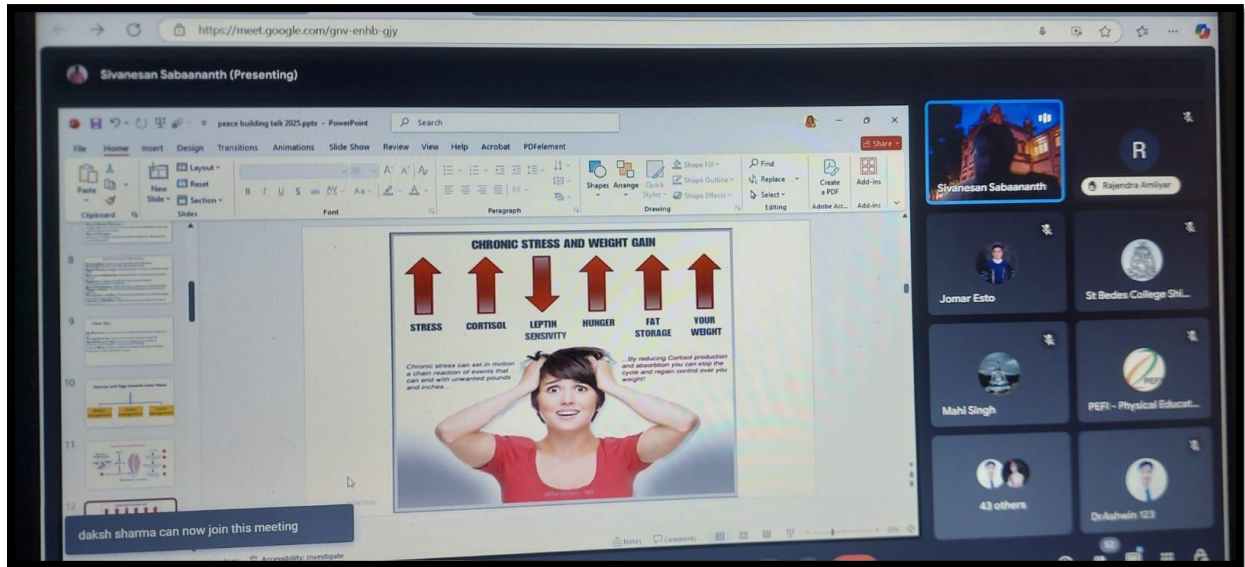 https://meet.google.com/gnv-enhb-gjy
Sivanesan Sabaananth (Presenting)
peace building talk 2025.pptx - PowerPoint
Search
File Home Insert Design Transitions Animations Slide Show Review View Help Acrobat PDFelement
Share
Paste
New
Slide
Layout
Reset
Section
Shapes
Arrange
Quick
Styles
Shape Fill
Shape Outline
Shape Effects
Find
Replace
Select
Create
a PDF
Add-ins
Clipboard
Slides
Font
Paragraph
Drawing
Editing
Adobe Acr...
Add-ins
8
9
10
11
12
CHRONIC STRESS AND WEIGHT GAIN
STRESS
CORTISOL
LEPTIN
SENSIVITY
HUNGER
FAT
STORAGE
YOUR
WEIGHT
Chronic stress can set in motion
a chain reaction of events that
can end with unwanted pounds
and inches...
...By reducing Cortisol production
and absorbtion you can stop the
cycle and regain control over you
weight!
daksh sharma can now join this meeting
Accessibility: Investigate
Notes
Comments
Sivanesan Sabaananth
R
Rajendra Amliyar
Jomar Esto
St Bedes College Shi...
Mahi Singh
PEFI
PEFI - Physical Educat...
43 others
DrAshwin 123
52